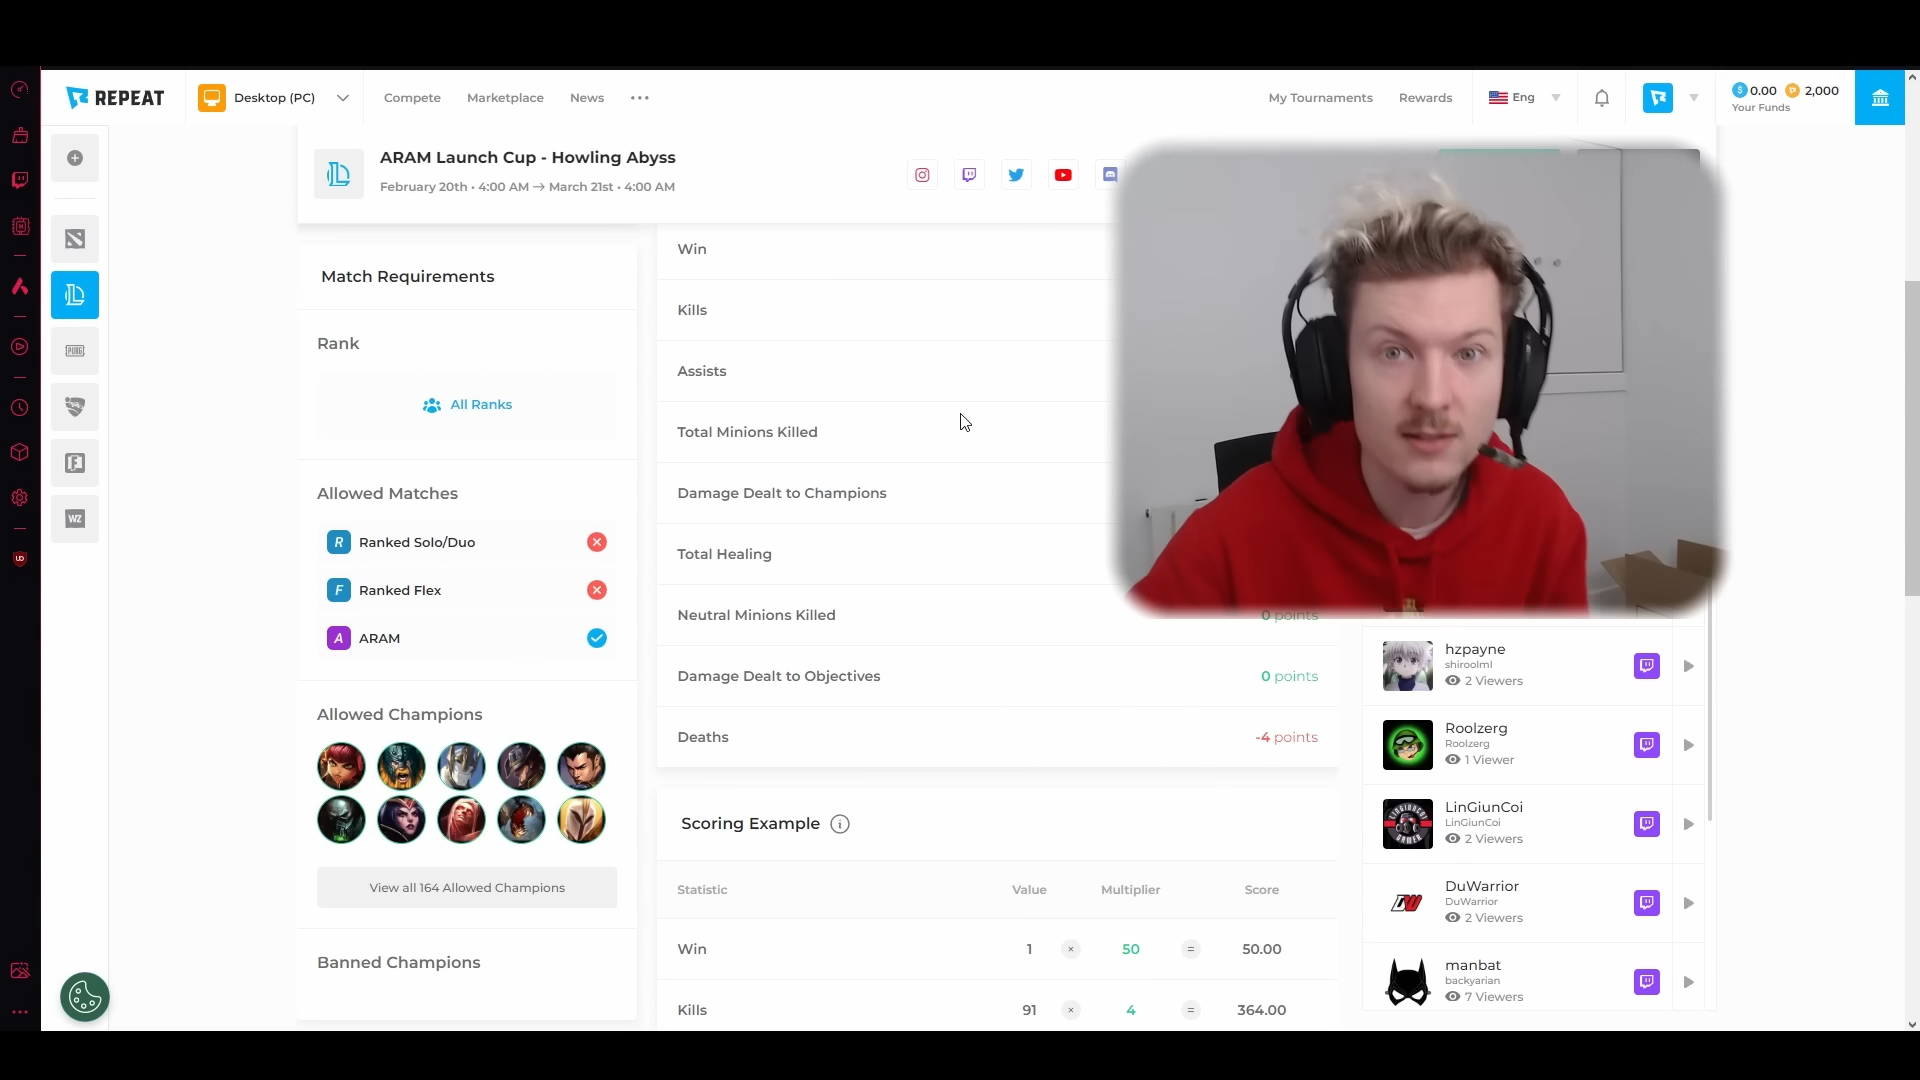 REPEAT
Desktop (PC)
Compete
Marketplace
News
My Tournaments
Rewards
Eng
0.00
2,000
Your Funds
ARAM Launch Cup - Howling Abyss
February 20th • 4:00 AM → March 21st • 4:00 AM
Match Requirements
Rank
All Ranks
Allowed Matches
R Ranked Solo/Duo
F Ranked Flex
A ARAM
Allowed Champions
View all 164 Allowed Champions
Banned Champions
Win
Kills
Assists
Total Minions Killed
Damage Dealt to Champions
Total Healing
Neutral Minions Killed 0 points
Damage Dealt to Objectives 0 points
Deaths -4 points
Scoring Example
Statistic Value Multiplier Score
Win 1 × 50 = 50.00
Kills 91 × 4 = 364.00
hzpayne
shiroolml
2 Viewers
Roolzerg
Roolzerg
1 Viewer
LinGiunCoi
LinGiunCoi
2 Viewers
DuWarrior
DuWarrior
2 Viewers
manbat
backyarian
7 Viewers
PUBG
WZ